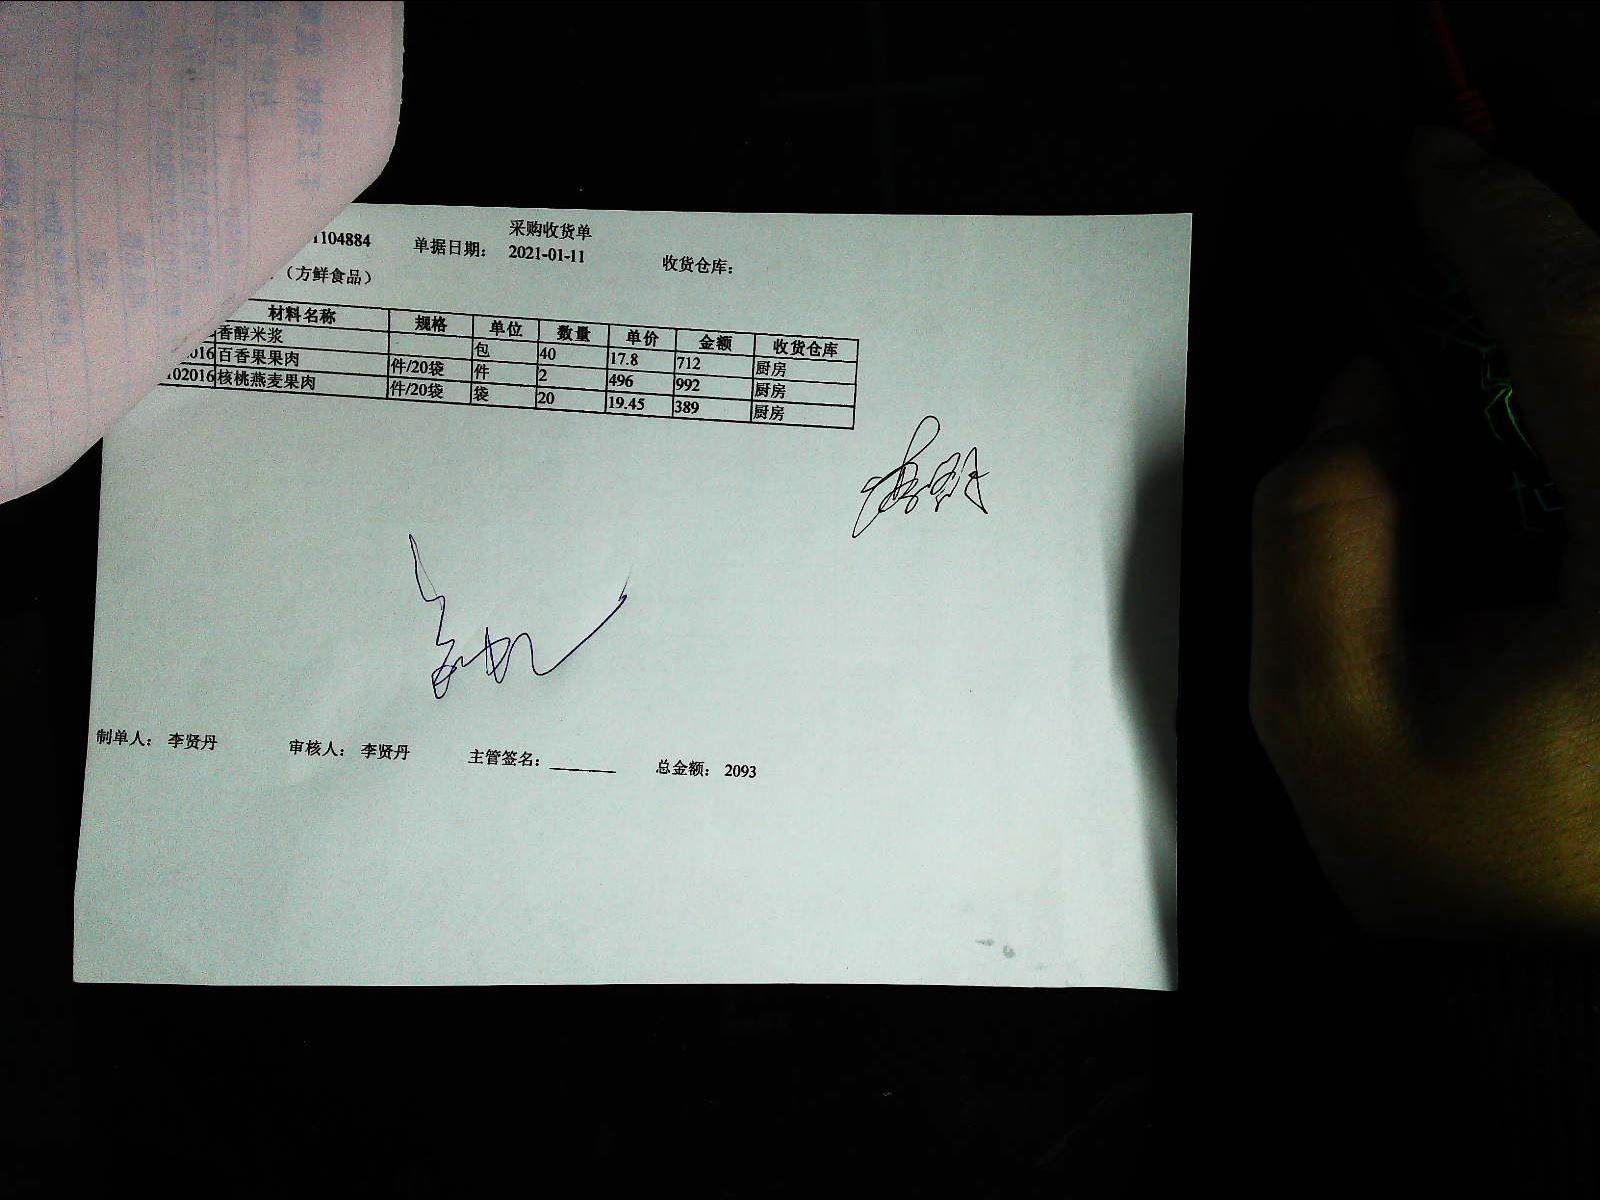 采购收货单
1104884 单据日期： 2021-01-11 收货仓库：
（方鲜食品）
材料名称 规格 单位 数量 单价 金额 收货仓库
香醇米浆 包 40 17.8 712 厨房
016 百香果果肉 件/20袋 件 2 496 992 厨房
102016 核桃燕麦果肉 件/20袋 袋 20 19.45 389 厨房
制单人： 李贤丹 审核人： 李贤丹 主管签名：______ 总金额： 2093